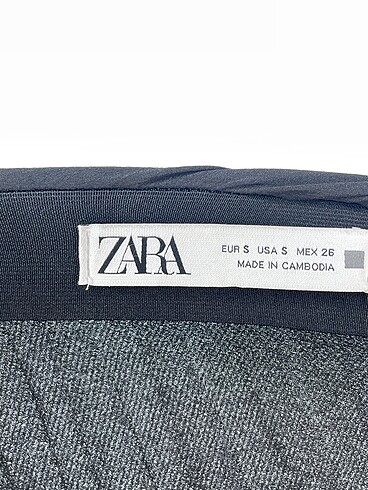 ZARA
EUR S USA S MEX 26
MADE IN CAMBODIA